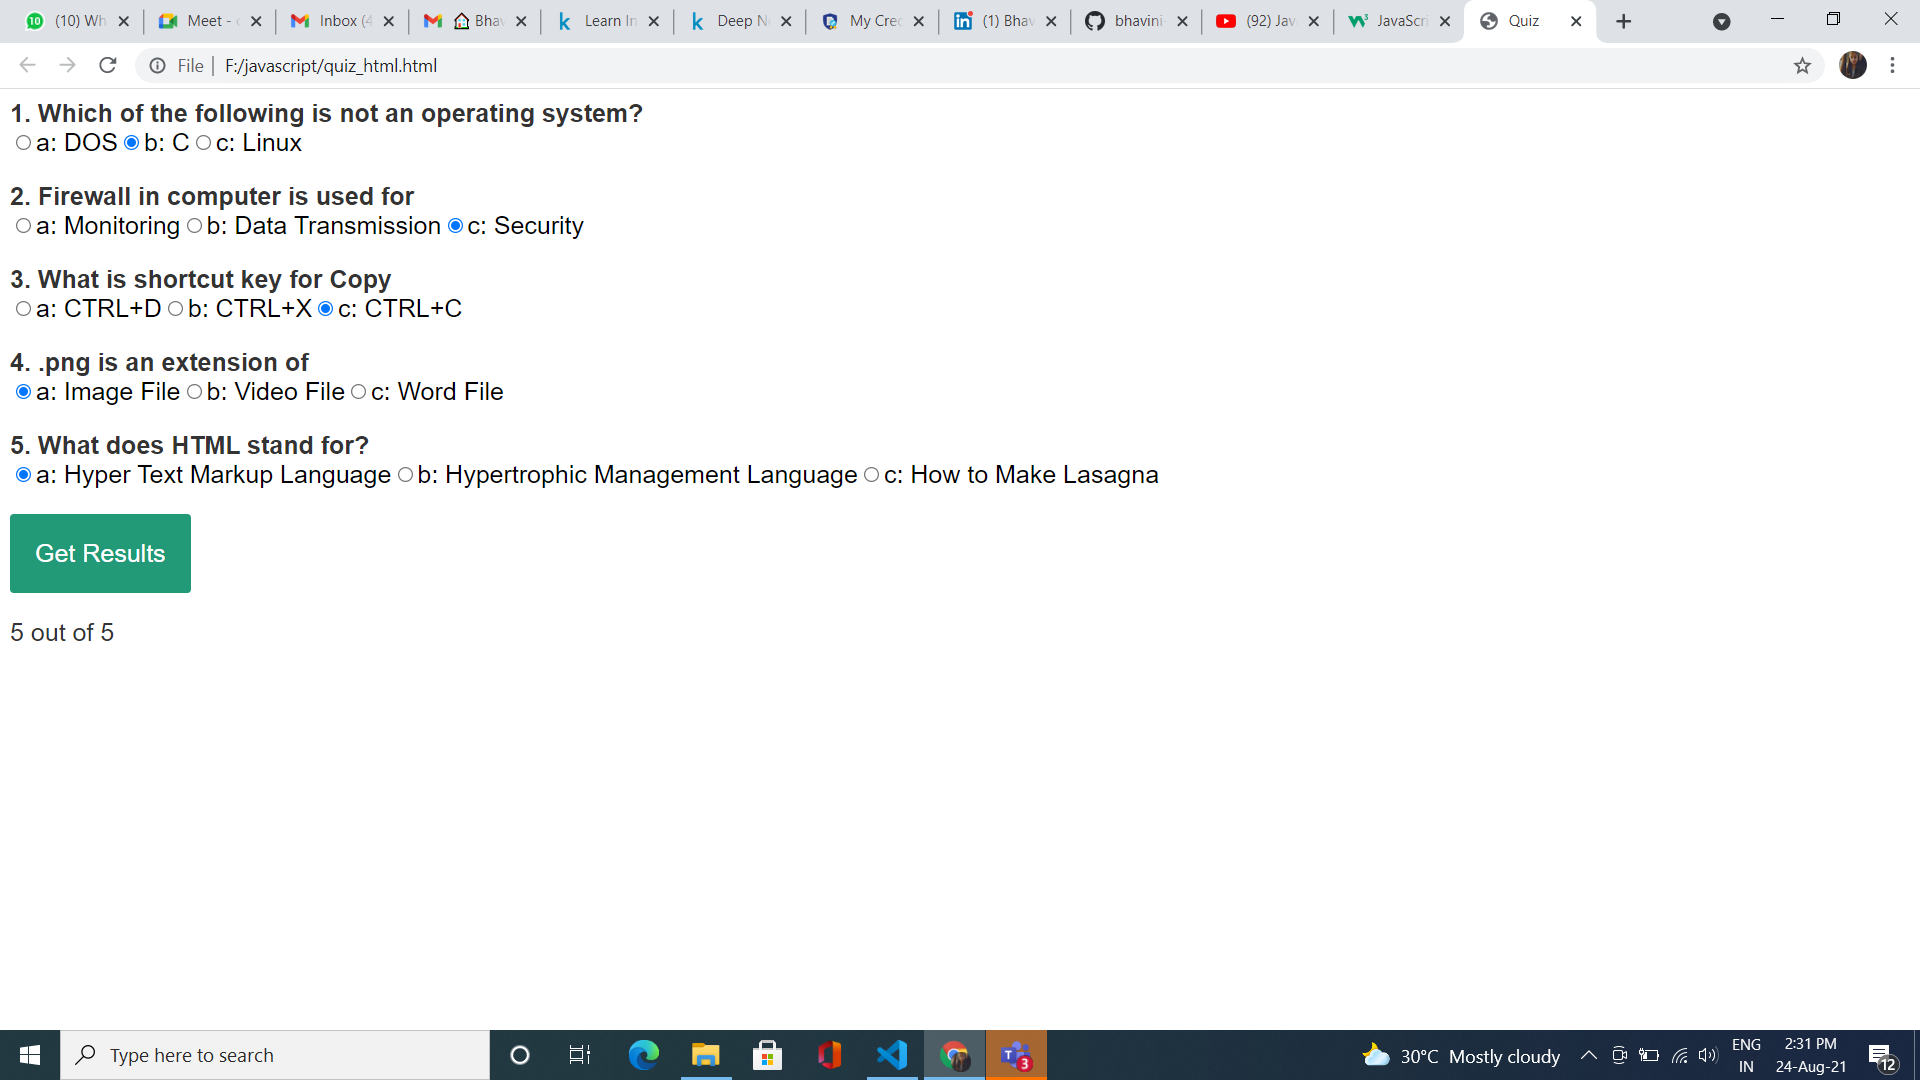 (10) Wh
Meet -
Inbox (4
Bhav
Learn In
Deep N
My Cred
(1) Bhav
bhavini-
(92) Jav
JavaScri
Quiz
File | F:/javascript/quiz_html.html
1. Which of the following is not an operating system?
a: DOS b: C c: Linux
2. Firewall in computer is used for
a: Monitoring b: Data Transmission c: Security
3. What is shortcut key for Copy
a: CTRL+D b: CTRL+X c: CTRL+C
4. .png is an extension of
a: Image File b: Video File c: Word File
5. What does HTML stand for?
a: Hyper Text Markup Language b: Hypertrophic Management Language c: How to Make Lasagna
Get Results
5 out of 5
Type here to search
30°C Mostly cloudy
ENG
IN
2:31 PM
24-Aug-21
12